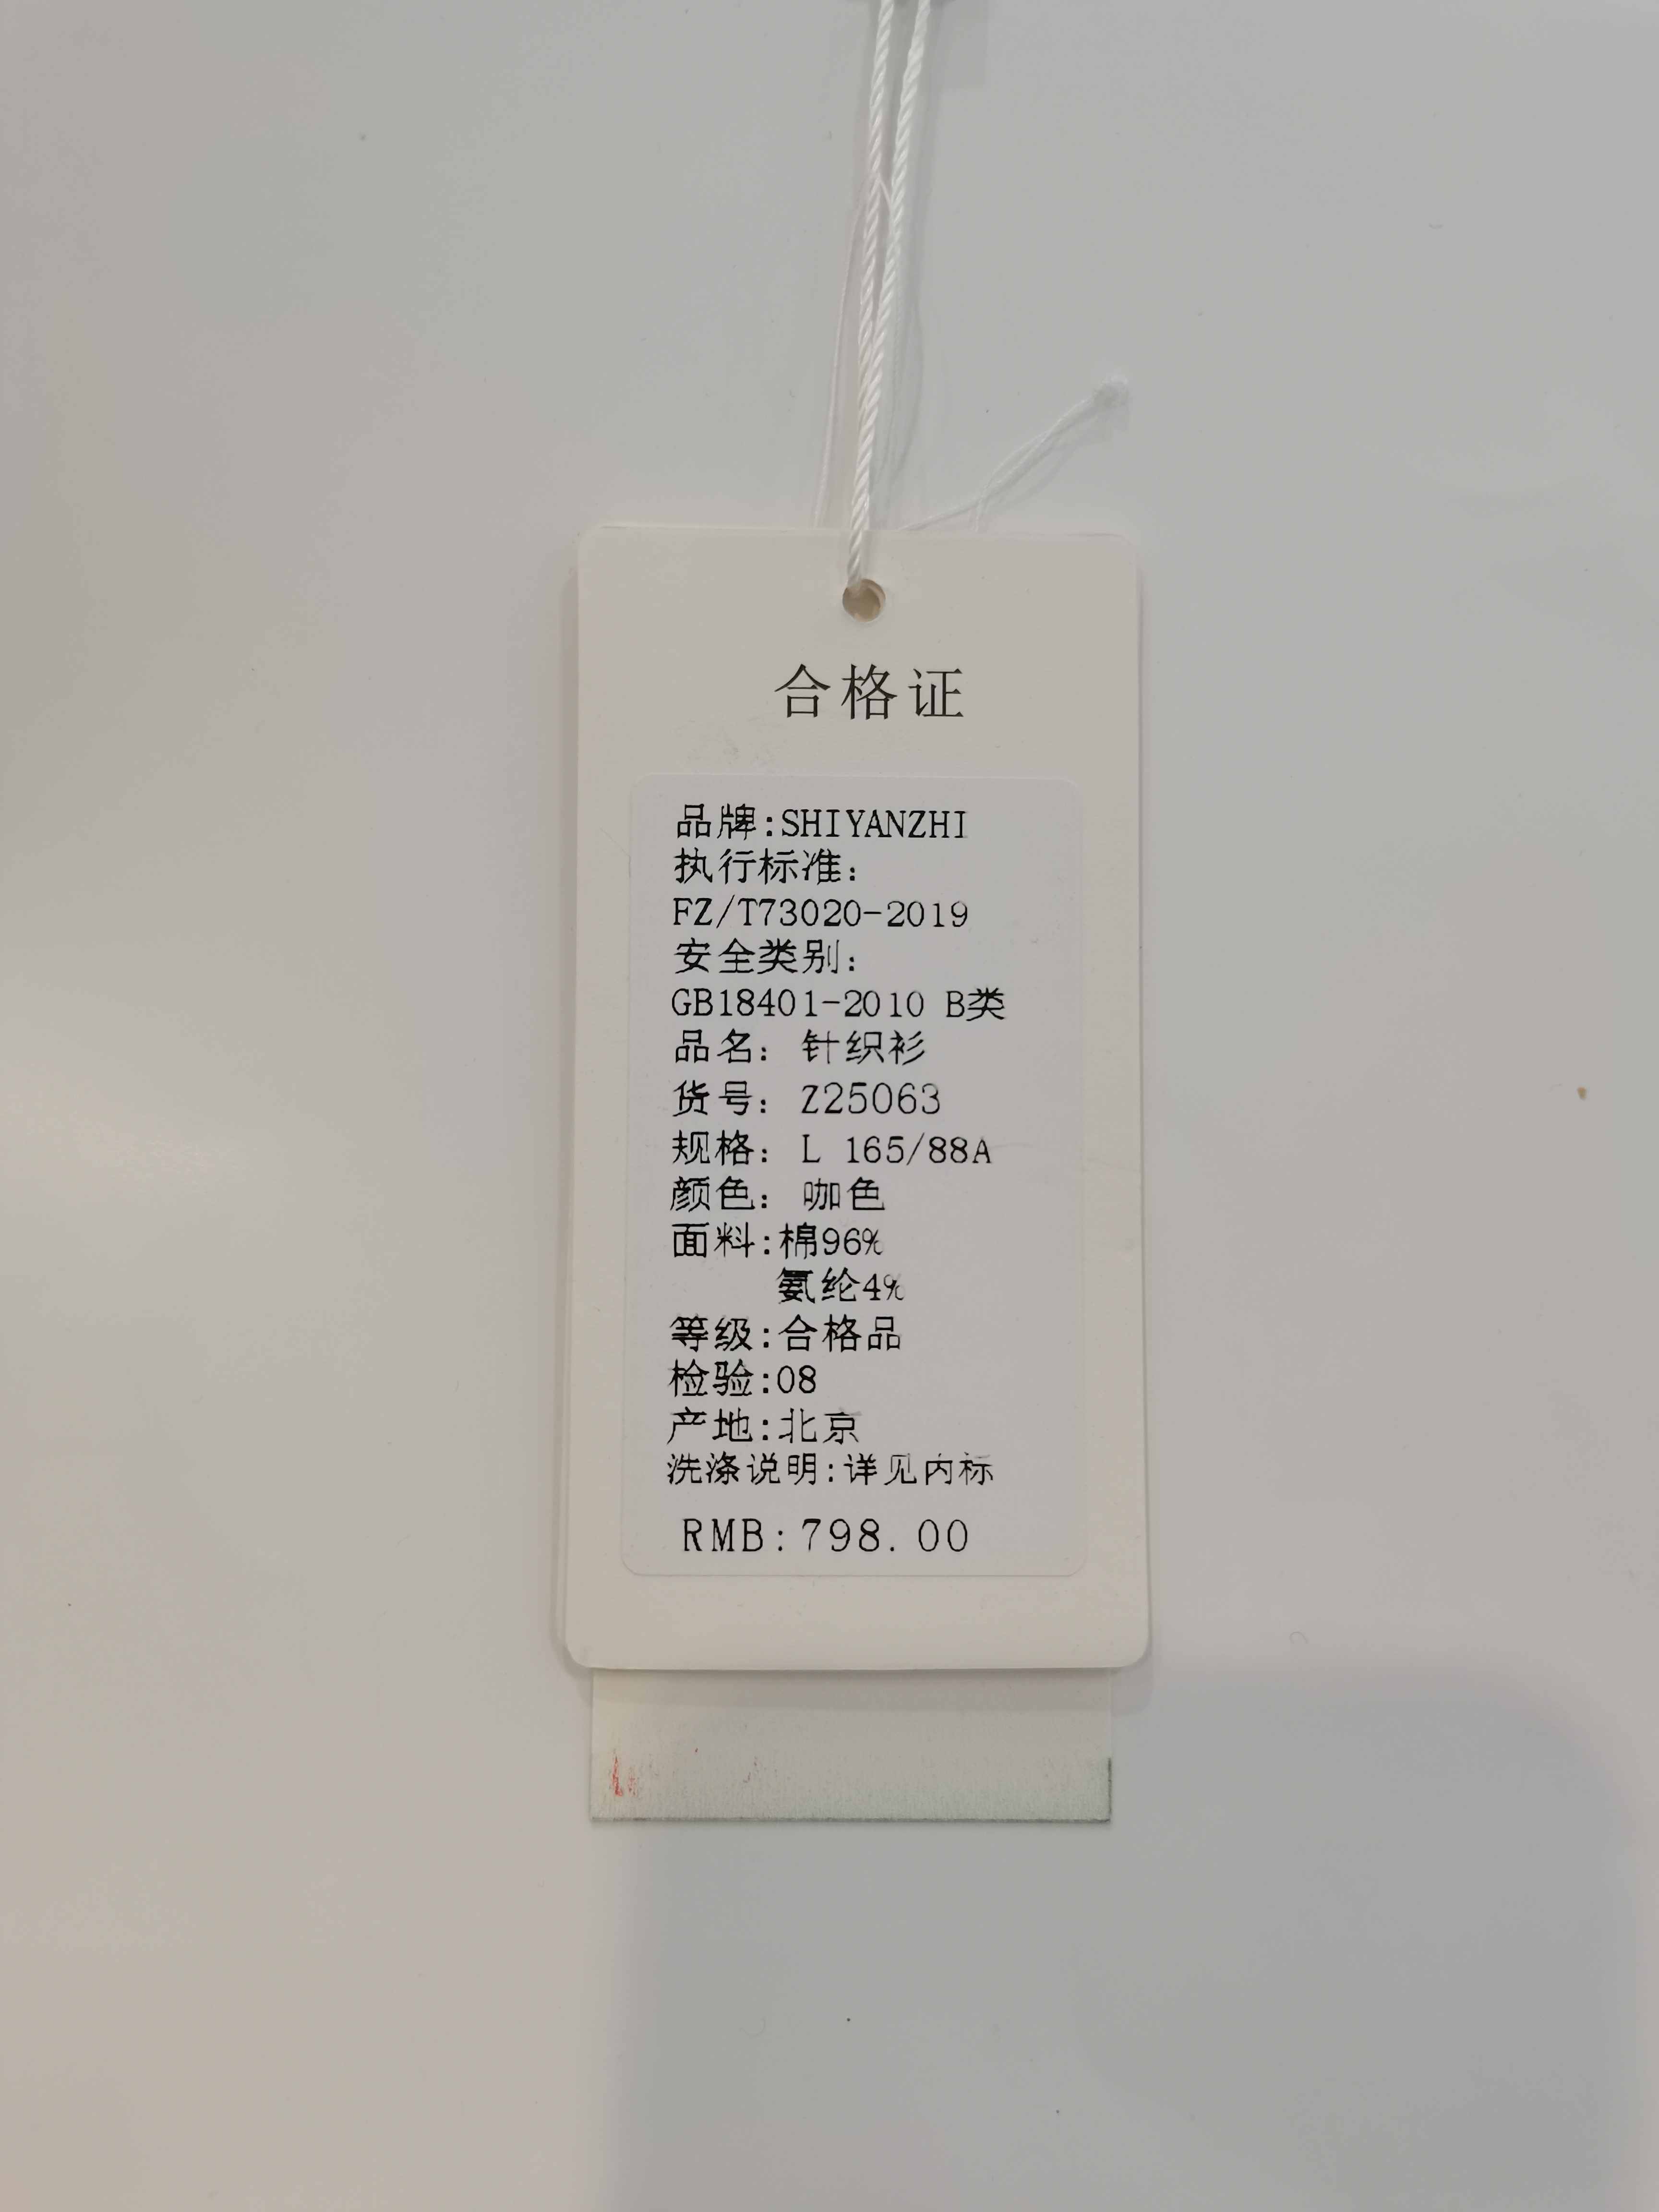 合格证
品牌:SHIYANZHI
执行标准:
FZ/T73020-2019
安全类别:
GB18401-2010 B类
品名: 针织衫
货号: Z25063
规格: L 165/88A
颜色: 咖色
面料:棉96%
氨纶4%
等级:合格品
检验:08
产地:北京
洗涤说明:详见内标
RMB:798.00